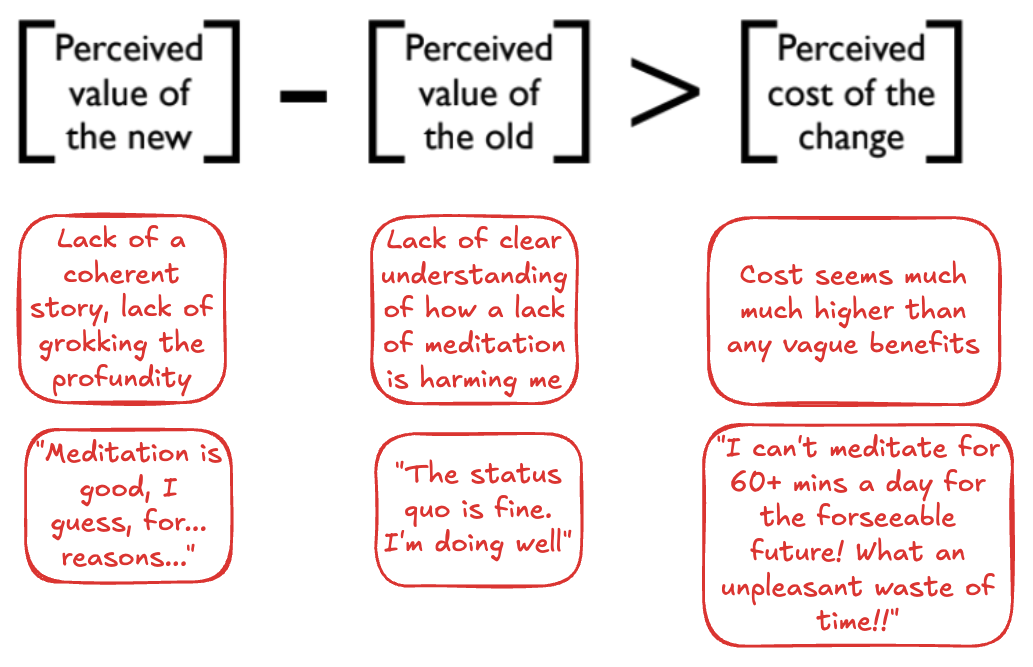 Perceived
value of
the new
-
Perceived
value of
the old
>
Perceived
cost of the
change
Lack of a
coherent
story, lack of
grokking the
profundity
Lack of clear
understanding
of how a lack
of meditation
is harming me
Cost seems much
much higher than
any vague benefits
"Meditation is
good, I
guess, for...
reasons..."
"The status
quo is fine.
I'm doing well"
"I can't meditate for
60+ mins a day for
the forseeable
future! What an
unpleasant waste of
time!!"